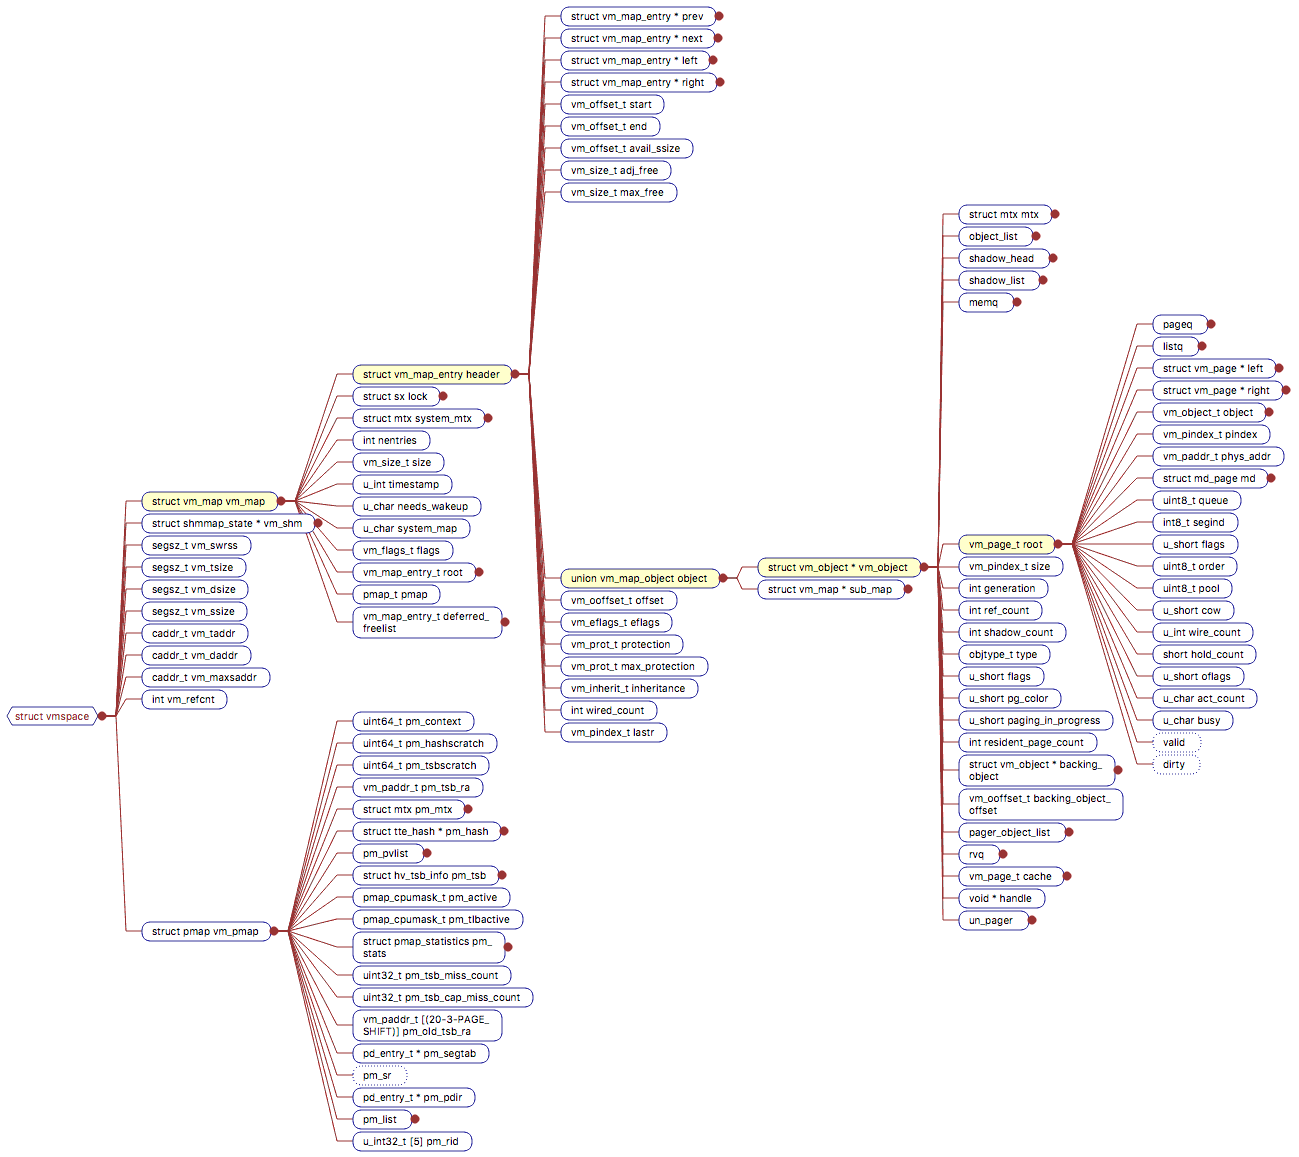 struct vmspace
struct vm_map vm_map
struct shmmap_state * vm_shm
segsz_t vm_swrss
segsz_t vm_tsize
segsz_t vm_dsize
segsz_t vm_ssize
caddr_t vm_taddr
caddr_t vm_daddr
caddr_t vm_maxsaddr
int vm_refcnt
struct pmap vm_pmap
struct vm_map_entry header
struct sx lock
struct mtx system_mtx
int nentries
vm_size_t size
u_int timestamp
u_char needs_wakeup
u_char system_map
vm_flags_t flags
vm_map_entry_t root
pmap_t pmap
vm_map_entry_t deferred_
freelist
uint64_t pm_context
uint64_t pm_hashscratch
uint64_t pm_tsbscratch
vm_paddr_t pm_tsb_ra
struct mtx pm_mtx
struct tte_hash * pm_hash
pm_pvlist
struct hv_tsb_info pm_tsb
pmap_cpumask_t pm_active
pmap_cpumask_t pm_tlbactive
struct pmap_statistics pm_
stats
uint32_t pm_tsb_miss_count
uint32_t pm_tsb_cap_miss_count
vm_paddr_t [(20-3-PAGE_
SHIFT)] pm_old_tsb_ra
pd_entry_t * pm_segtab
pm_sr
pd_entry_t * pm_pdir
pm_list
u_int32_t [5] pm_rid
struct vm_map_entry * prev
struct vm_map_entry * next
struct vm_map_entry * left
struct vm_map_entry * right
vm_offset_t start
vm_offset_t end
vm_offset_t avail_ssize
vm_size_t adj_free
vm_size_t max_free
union vm_map_object object
vm_ooffset_t offset
vm_eflags_t eflags
vm_prot_t protection
vm_prot_t max_protection
vm_inherit_t inheritance
int wired_count
vm_pindex_t lastr
struct vm_object * vm_object
struct vm_map * sub_map
struct mtx mtx
object_list
shadow_head
shadow_list
memq
vm_page_t root
vm_pindex_t size
int generation
int ref_count
int shadow_count
objtype_t type
u_short flags
u_short pg_color
u_short paging_in_progress
int resident_page_count
struct vm_object * backing_
object
vm_ooffset_t backing_object_
offset
pager_object_list
rvq
vm_page_t cache
void * handle
un_pager
pageq
listq
struct vm_page * left
struct vm_page * right
vm_object_t object
vm_pindex_t pindex
vm_paddr_t phys_addr
struct md_page md
uint8_t queue
int8_t segind
u_short flags
uint8_t order
uint8_t pool
u_short cow
u_int wire_count
short hold_count
u_short oflags
u_char act_count
u_char busy
valid
dirty